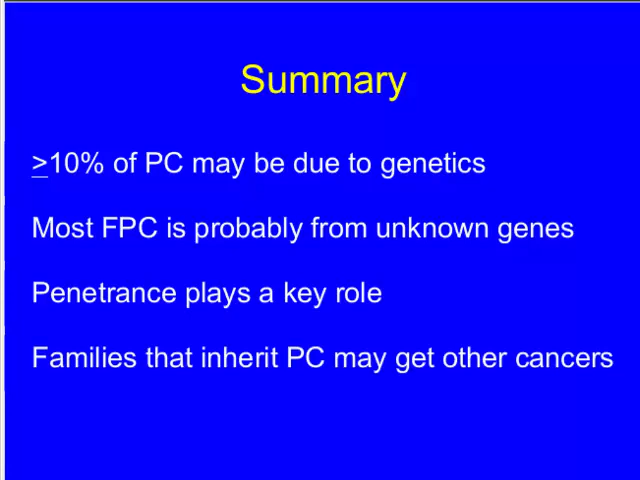 Summary
≥10% of PC may be due to genetics
Most FPC is probably from unknown genes
Penetrance plays a key role
Families that inherit PC may get other cancers